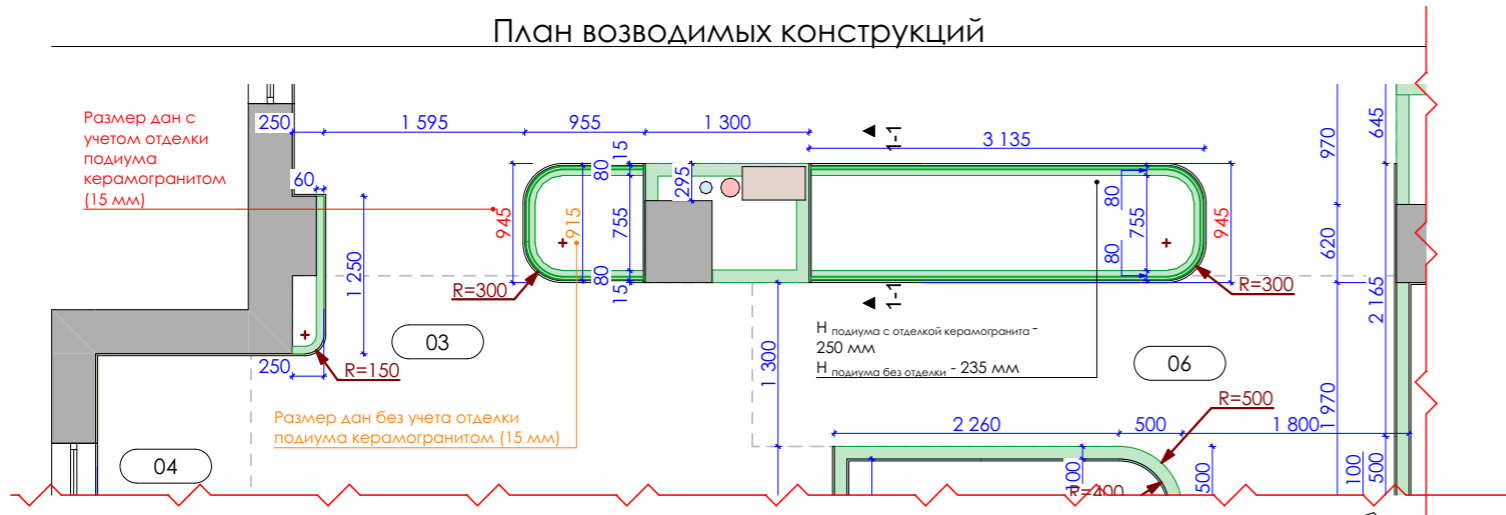 План возводимых конструкций
Размер дан с
учетом отделки
подиума
керамогранитом
(15 мм)
250
1 595
955
1 300
3 135
1-1
15
80
60
295
945
915
755
80
15
80
755
80
945
970
645
620
2 165
1 250
R=300
R=300
1-1
03
250
R=150
H подиума с отделкой керамогранита -
250 мм
H подиума без отделки - 235 мм
06
1 300
1 970
R=500
Размер дан без учета отделки
подиума керамогранитом (15 мм)
2 260
500
1 800
04
100
R=400
500
100
500